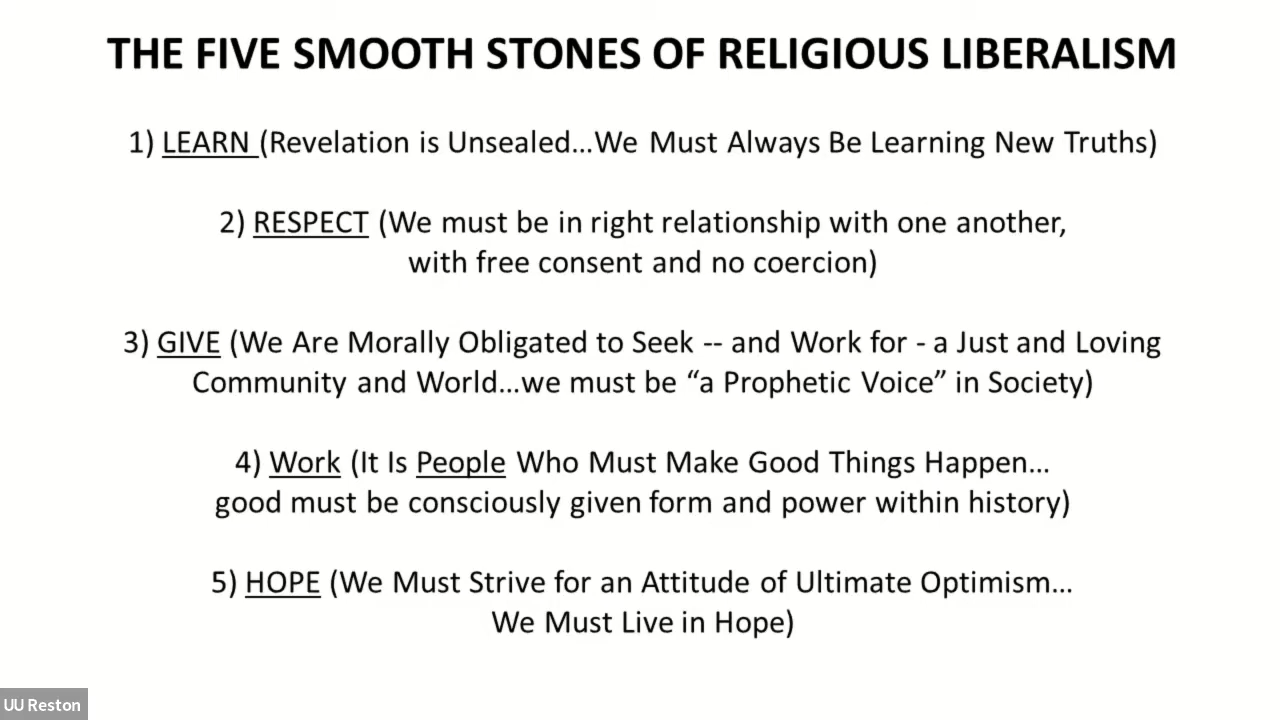 THE FIVE SMOOTH STONES OF RELIGIOUS LIBERALISM
1) LEARN (Revelation is Unsealed...We Must Always Be Learning New Truths)
2) RESPECT (We must be in right relationship with one another,
with free consent and no coercion)
3) GIVE (We Are Morally Obligated to Seek -- and Work for - a Just and Loving
Community and World...we must be “a Prophetic Voice” in Society)
4) Work (It Is People Who Must Make Good Things Happen...
good must be consciously given form and power within history)
5) HOPE (We Must Strive for an Attitude of Ultimate Optimism...
We Must Live in Hope)
UU Reston